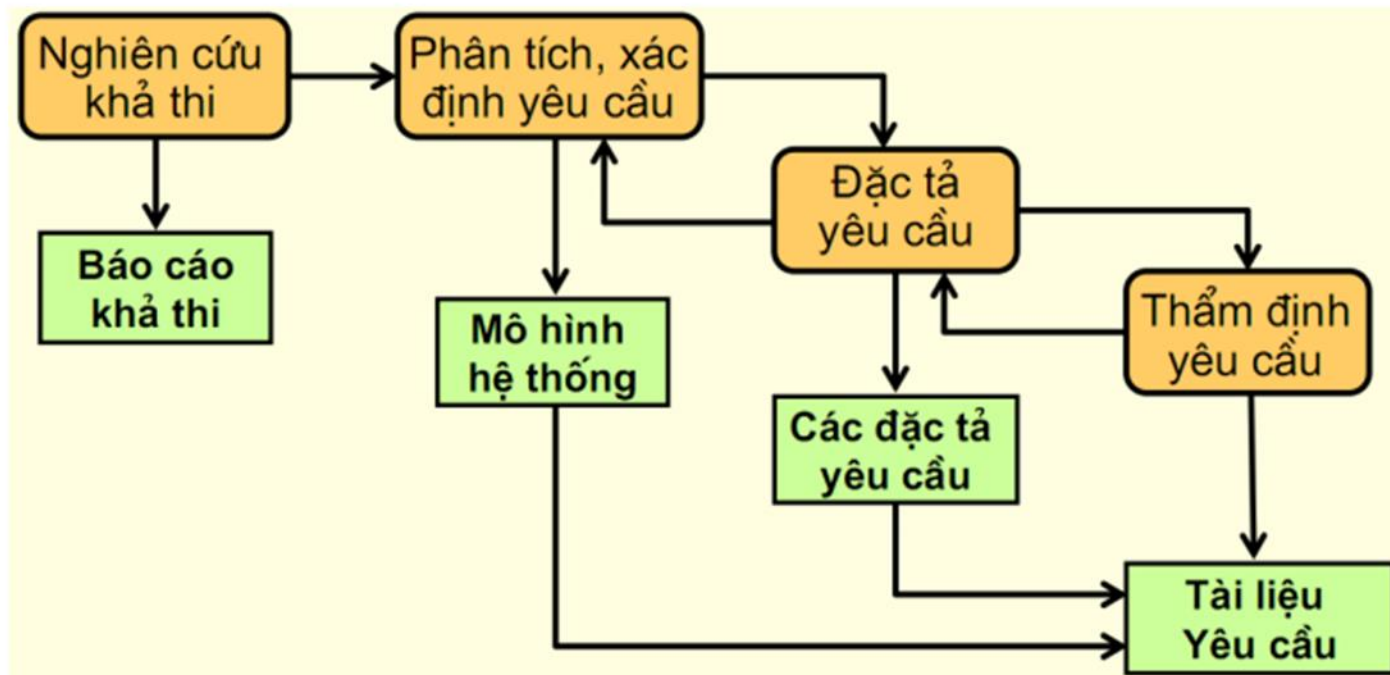 Nghiên cứu
khả thi
Phân tích, xác
định yêu cầu
Đặc tả
yêu cầu
Báo cáo
khả thi
Thẩm định
yêu cầu
Mô hình
hệ thống
Các đặc tả
yêu cầu
Tài liệu
Yêu cầu